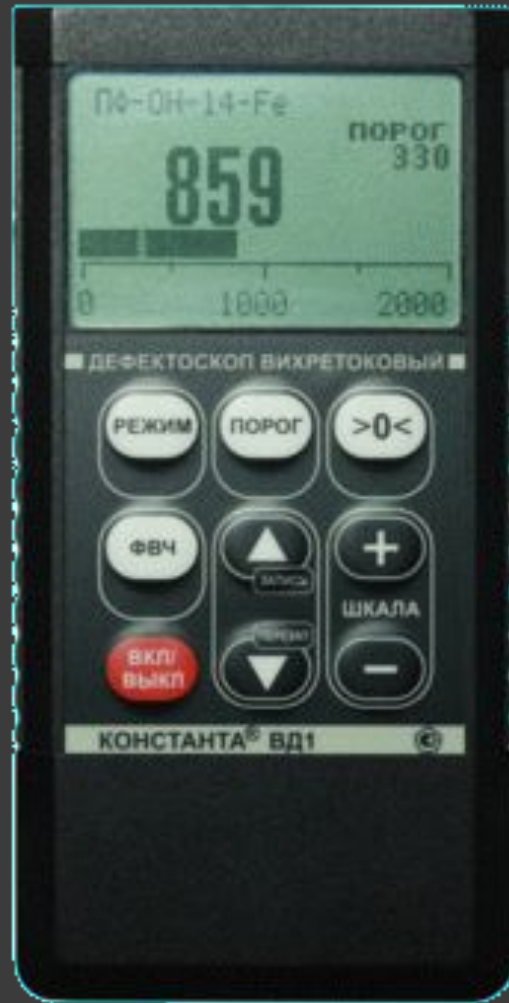 ПФ-ОН-14-Fe
ПОРОГ
330
859
0 1000 2000
ДЕФЕКТОСКОП ВИХРЕТОКОВЫЙ
РЕЖИМ ПОРОГ >0<
ФВЧ ▲ +
ЗАПИСЬ
ШКАЛА
ВКЛ/
ВЫКЛ ▼ −
КОНСТАНТА® ВД1